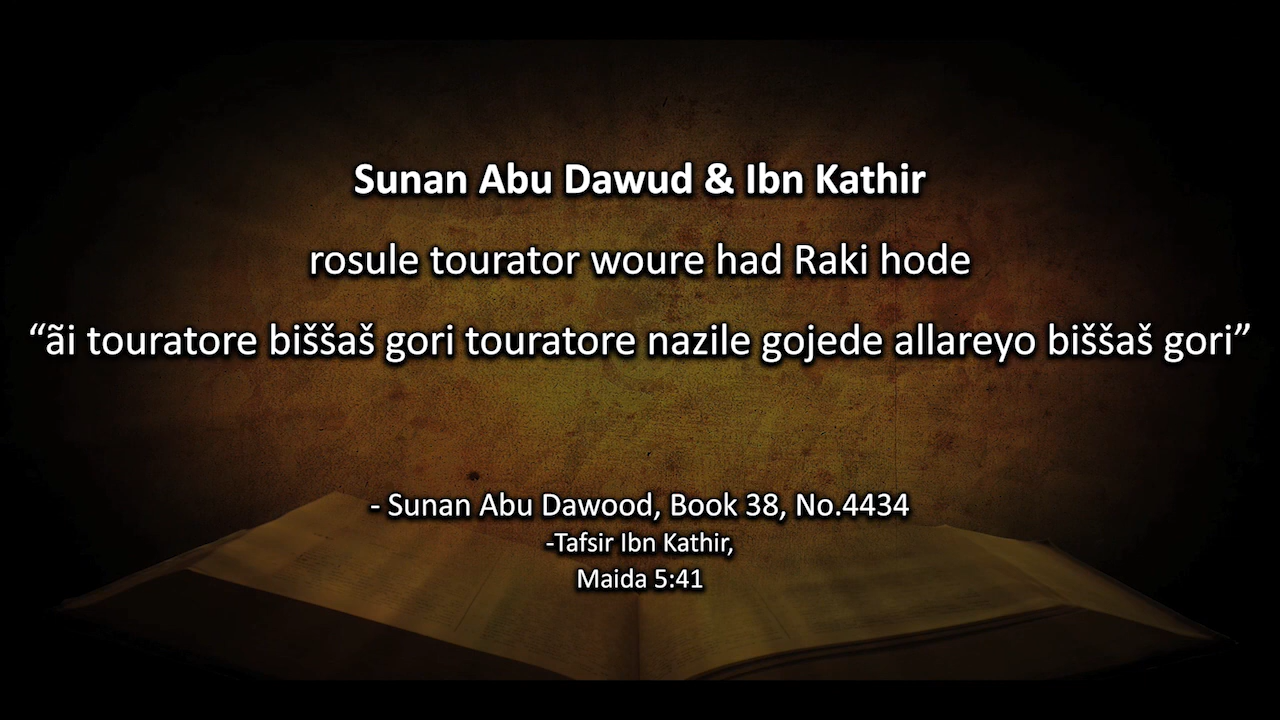 Sunan Abu Dawud & Ibn Kathir
rosule tourator woure had Raki hode
“ãi touratore biššaš gori touratore nazile gojede allareyo biššaš gori”
- Sunan Abu Dawood, Book 38, No.4434
-Tafsir Ibn Kathir,
Maida 5:41